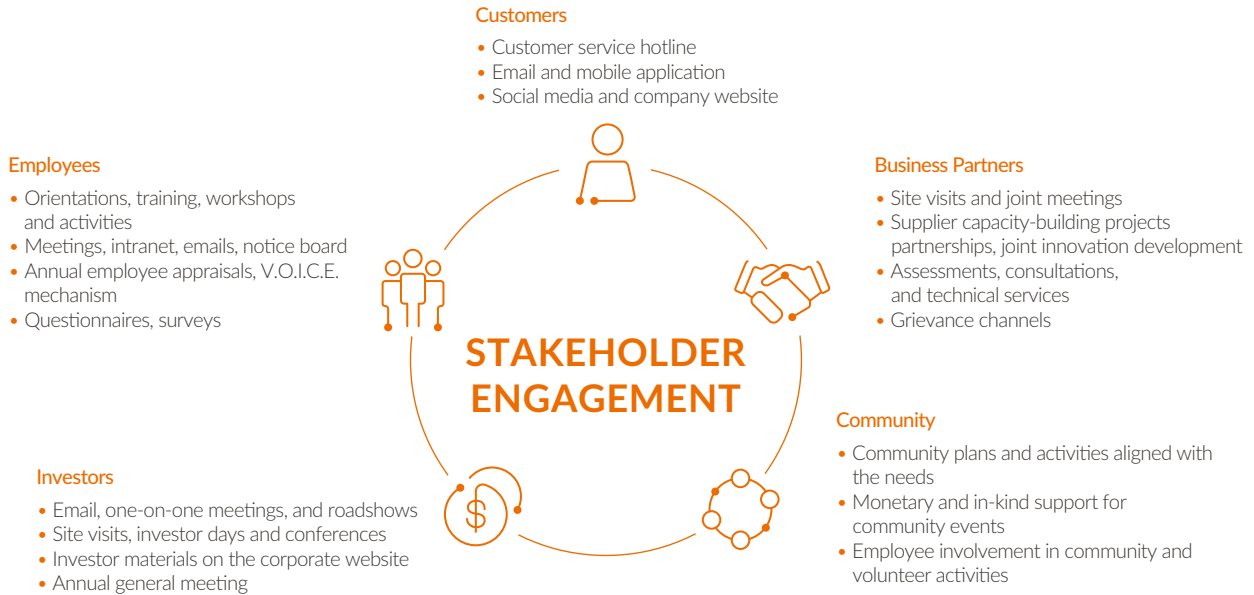 Customers
• Customer service hotline
• Email and mobile application
• Social media and company website
Employees
• Orientations, training, workshops
and activities
• Meetings, intranet, emails, notice board
• Annual employee appraisals, V.O.I.C.E.
mechanism
• Questionnaires, surveys
Business Partners
• Site visits and joint meetings
• Supplier capacity-building projects
partnerships, joint innovation development
• Assessments, consultations,
and technical services
• Grievance channels
STAKEHOLDER
ENGAGEMENT
Investors
• Email, one-on-one meetings, and roadshows
• Site visits, investor days and conferences
• Investor materials on the corporate website
• Annual general meeting
$
Community
• Community plans and activities aligned with
the needs
• Monetary and in-kind support for
community events
• Employee involvement in community and
volunteer activities